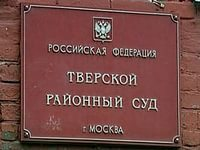 РОССИЙСКАЯ ФЕДЕРАЦИЯ
ТВЕРСКОЙ
РАЙОННЫЙ СУД
г. МОСКВА